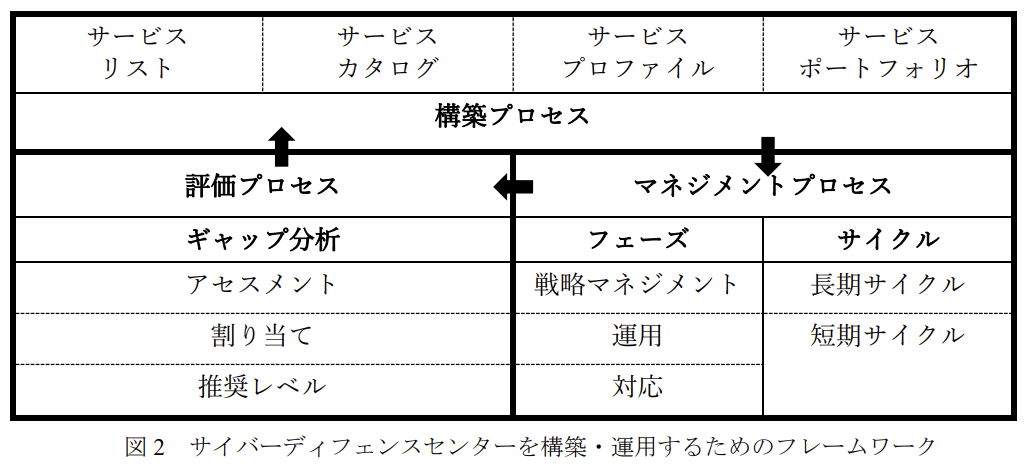 サービス
リスト
サービス
カタログ
サービス
プロファイル
サービス
ポートフォリオ
構築プロセス
評価プロセス
マネジメントプロセス
ギャップ分析
フェーズ
サイクル
アセスメント
戦略マネジメント
長期サイクル
割り当て
運用
短期サイクル
推奨レベル
対応
図2 サイバーディフェンスセンターを構築・運用するためのフレームワーク